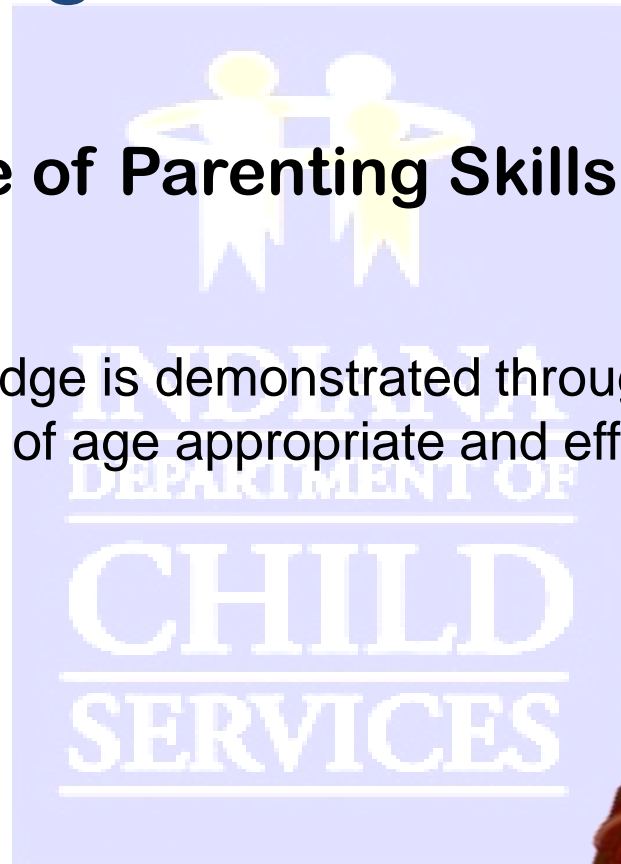 e of Parenting Skills
dge is demonstrated throug
of age appropriate and eff
INDIANA
DEPARTMENT OF
CHILD
SERVICES